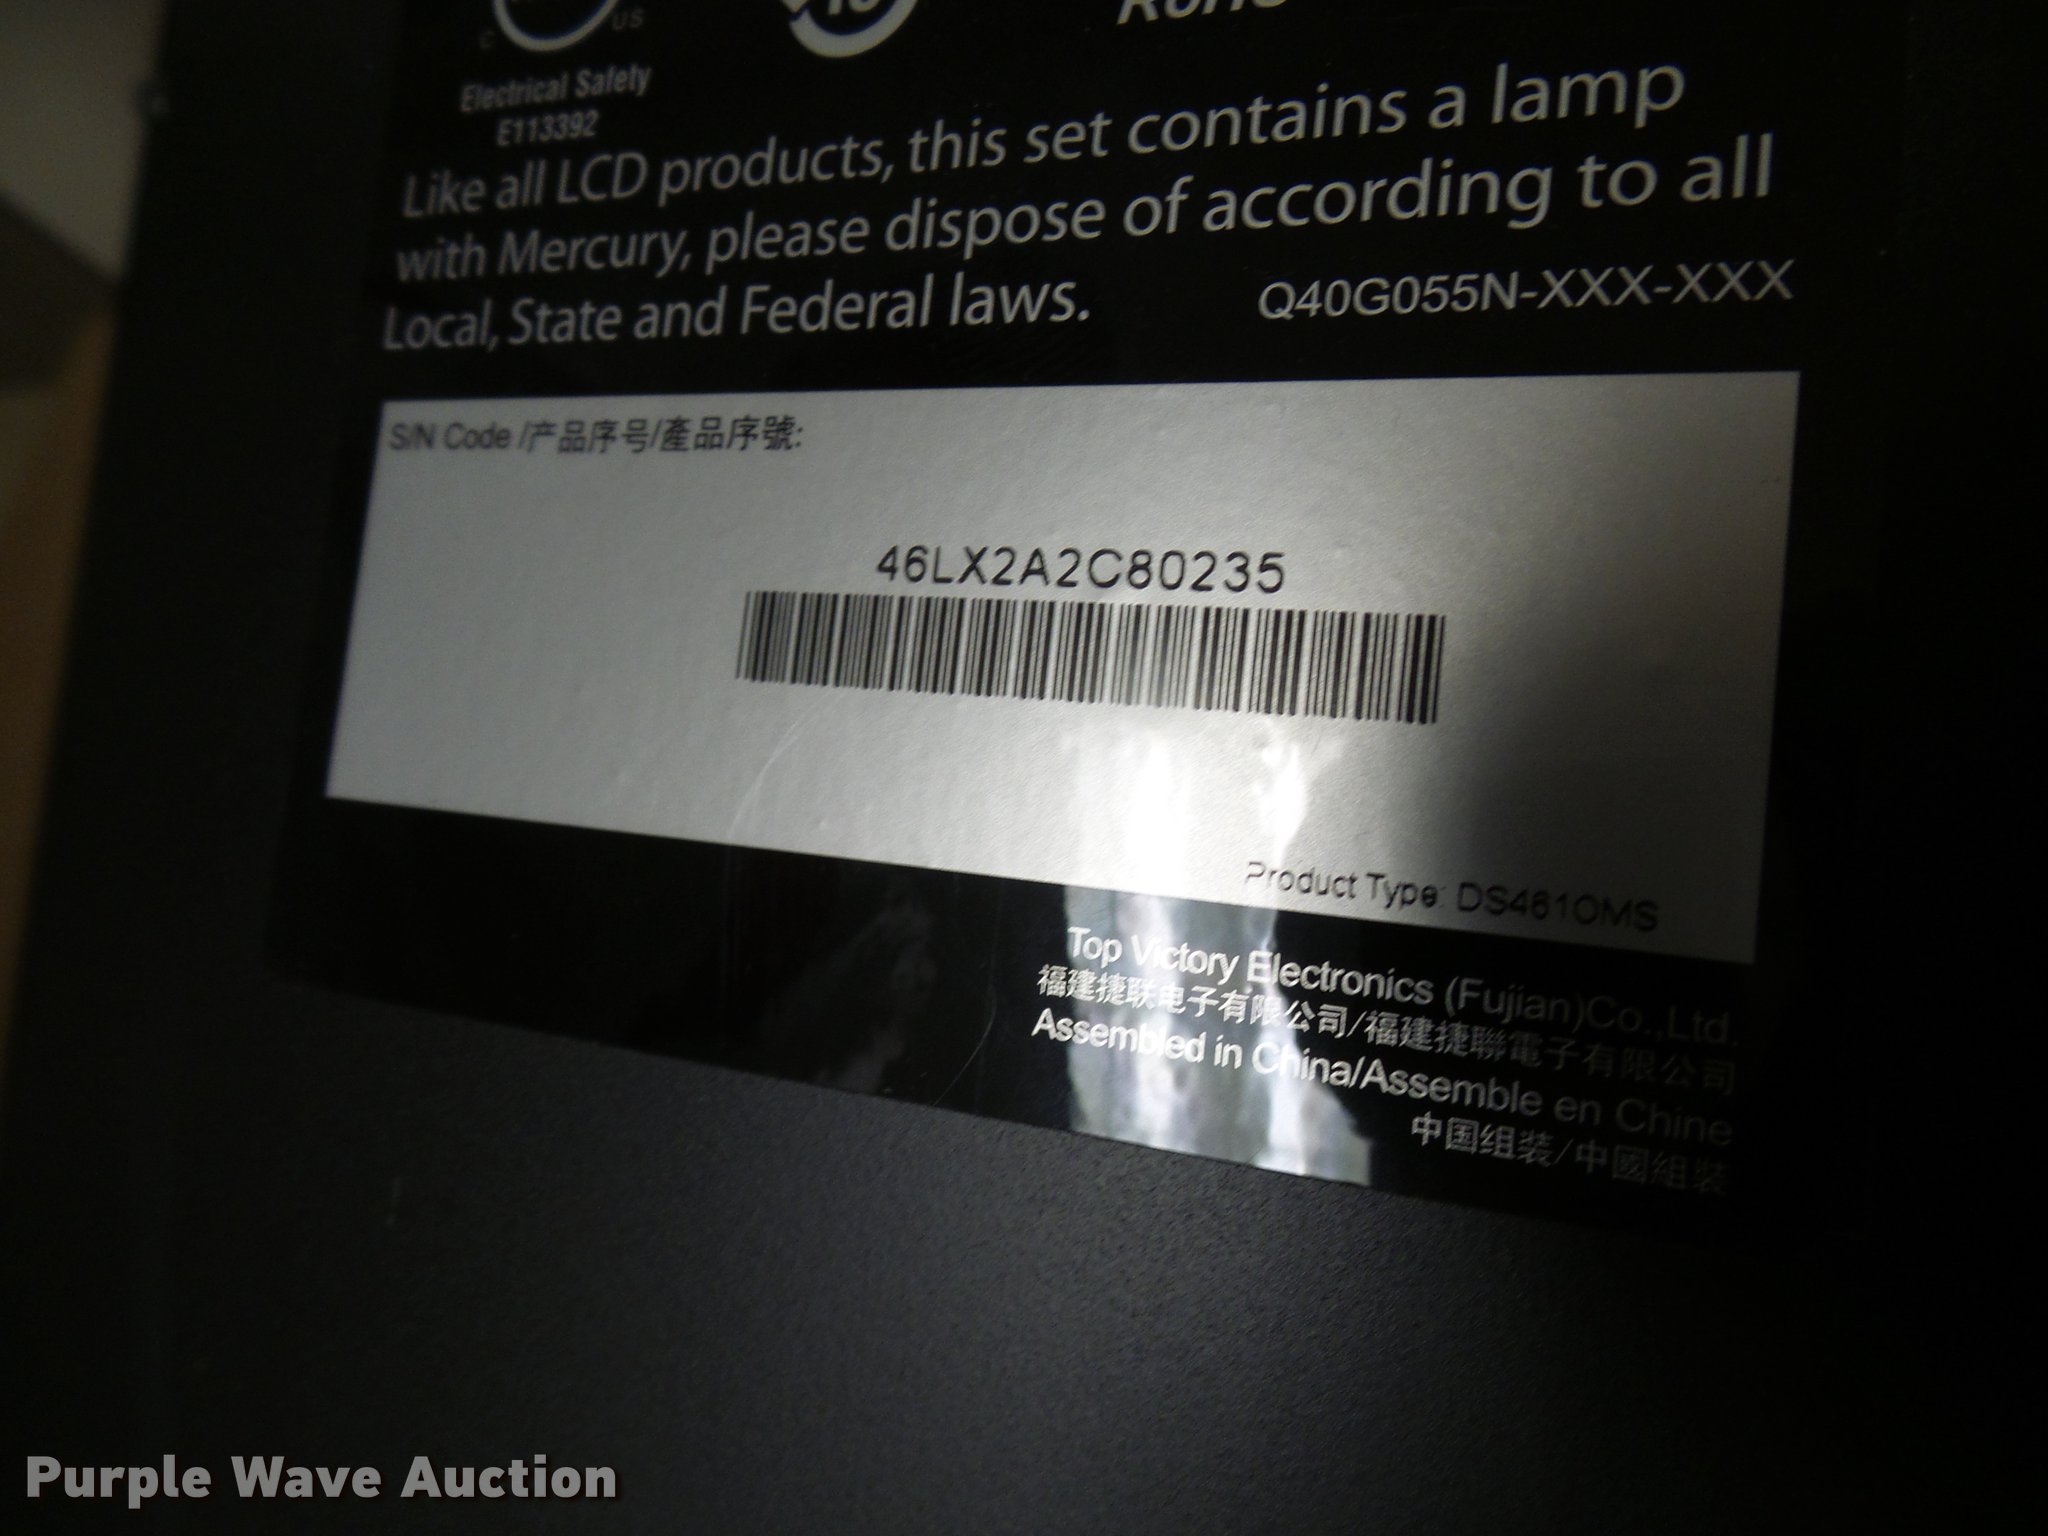 C US
10
RoHS
Electrical Safety
E113392
Like all LCD products, this set contains a lamp
with Mercury, please dispose of according to all
Local, State and Federal laws.
Q40G055N-XXX-XXX
S/N Code /产品序号/產品序號:
46LX2A2C80235
Product Type: DS461OMS
Top Victory Electronics (Fujian)Co.,Ltd.
福建捷联电子有限公司/福建捷聯電子有限公司
Assembled in China/Assemble en Chine
中国组装/中國組裝
Purple Wave Auction